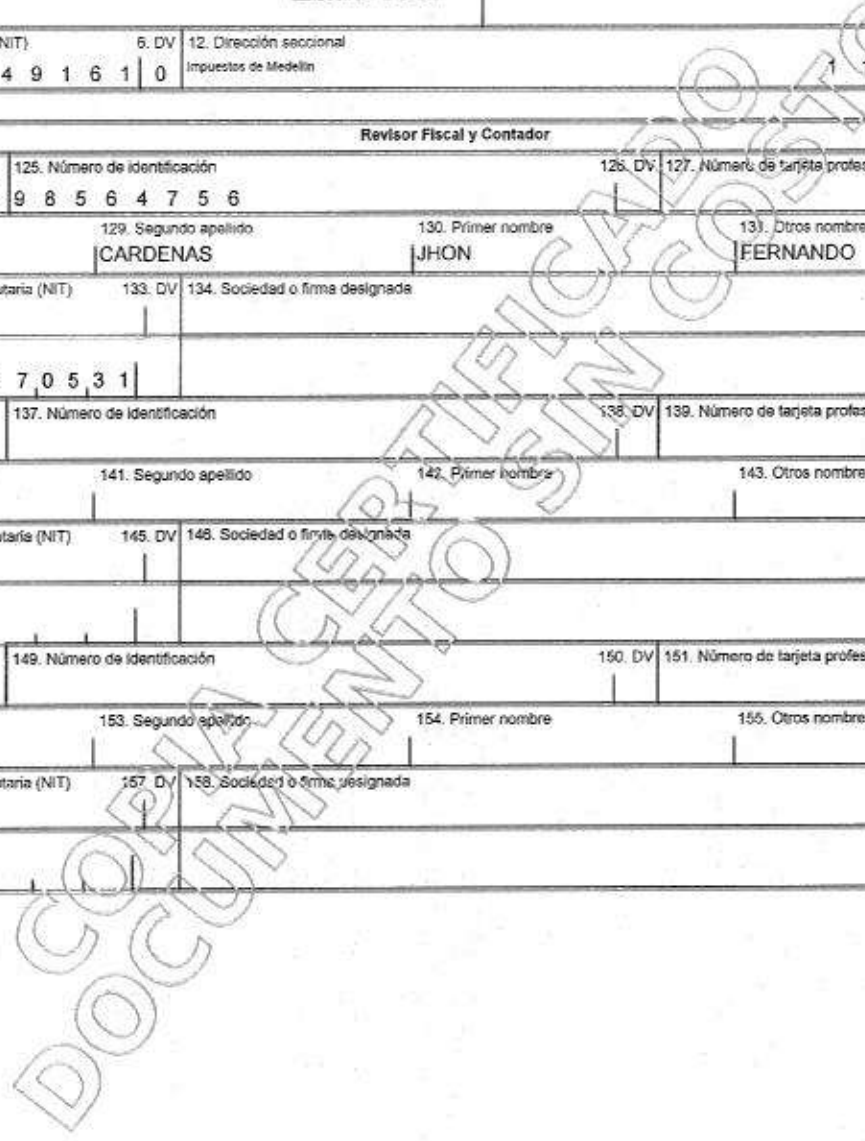 NIT) 6. DV 12. Dirección seccional
4 9 1 6 1 0 Impuestos de Medellín 1
Revisor Fiscal y Contador
125. Número de identificación 126. DV 127. Número de tarjeta profes
9 8 5 6 4 7 5 6
129. Segundo apellido 130. Primer nombre 131. Otros nombre
CARDENAS JHON FERNANDO
utaria (NIT) 133. DV 134. Sociedad o firma designada
7 0 5 3 1
137. Número de identificación 138. DV 139. Número de tarjeta profes
141. Segundo apellido 142. Primer nombre 143. Otros nombre
utaria (NIT) 145. DV 146. Sociedad o firma designada
149. Número de identificación 150. DV 151. Número de tarjeta profes
153. Segundo apellido 154. Primer nombre 155. Otros nombre
utaria (NIT) 157. DV 158. Sociedad o firma designada
COPIA CERTIFICADO
DOCUMENTO SIN COSTO